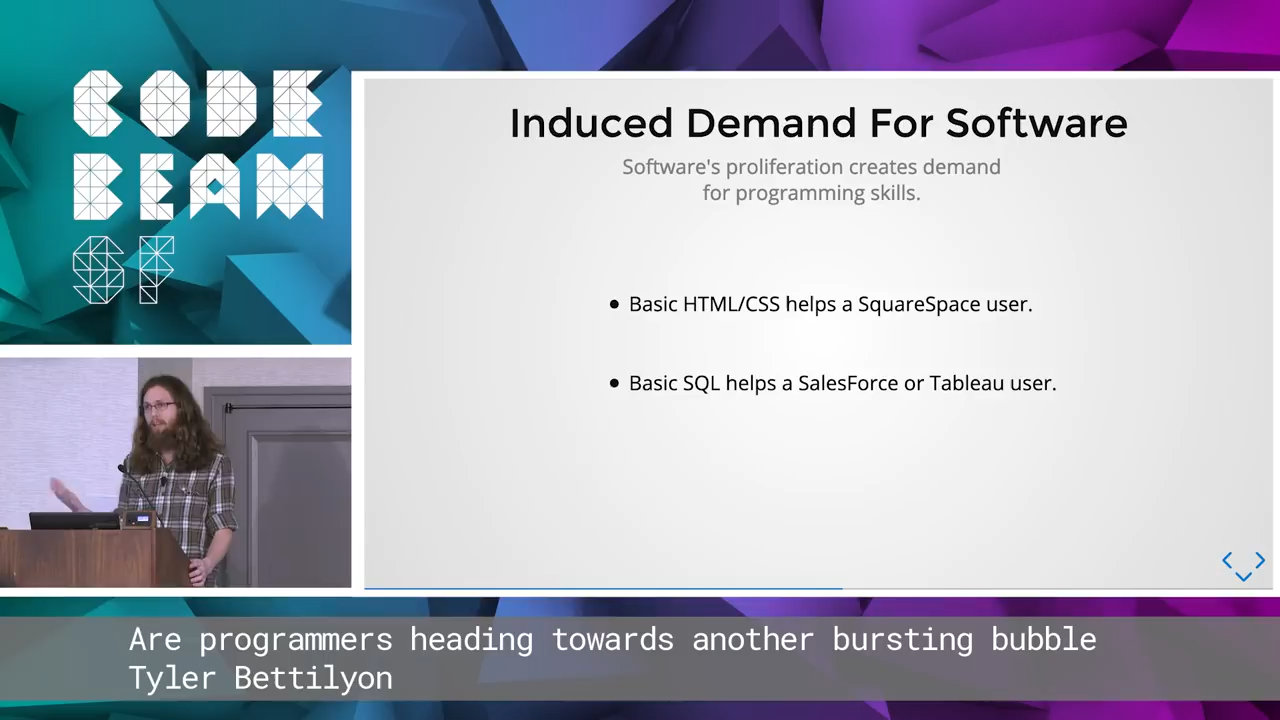 CODE
BEAM
SF
Induced Demand For Software
Software's proliferation creates demand
for programming skills.
• Basic HTML/CSS helps a SquareSpace user.
• Basic SQL helps a SalesForce or Tableau user.
Are programmers heading towards another bursting bubble
Tyler Bettilyon